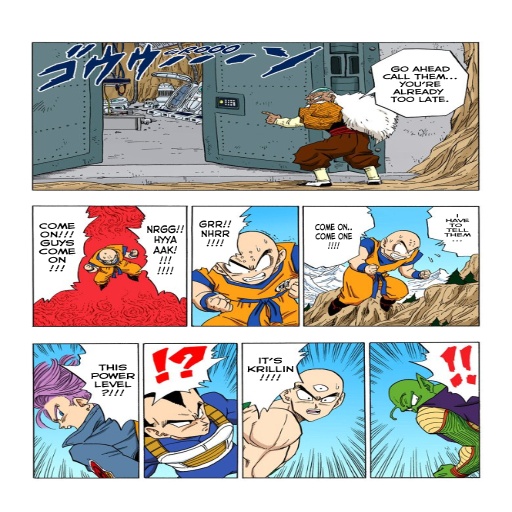 ゴウウーーーン
GROOO
GO AHEAD
CALL THEM...
YOU'RE
ALREADY
TOO LATE.
COME
ON!!!
GUYS
COME
ON
!!!
NRGG!!
HYYA
AAK!
!!!
!!!!
GRR!!
NHRR
!!!!
COME ON..
COME ONE
!!!!
I
HAVE
TO
TELL
THEM
...
THIS
POWER
LEVEL
?!!!
!?
IT'S
KRILLIN
!!!!
!!